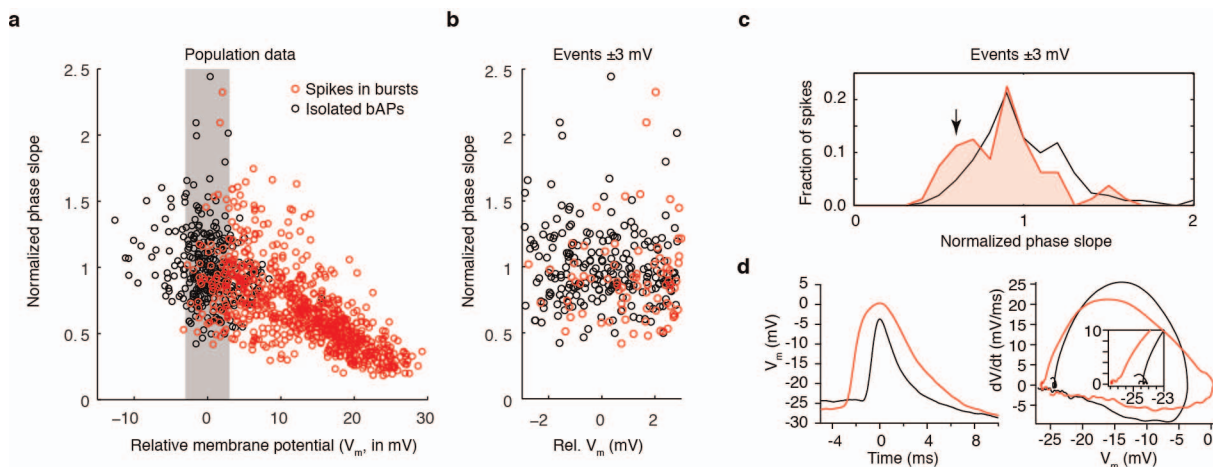 a
Population data
Spikes in bursts
Isolated bAPs
Normalized phase slope
2.5
2
1.5
1
0.5
0
−10
0
10
20
30
Relative membrane potential (Vm, in mV)
b
Events ±3 mV
Normalized phase slope
2.5
2
1.5
1
0.5
0
−2
0
2
Rel. Vm (mV)
c
Events ±3 mV
Fraction of spikes
0.2
0.1
0.0
0
1
2
Normalized phase slope
d
Vm (mV)
5
0
-5
-10
-15
-20
-25
-30
-4
0
4
8
Time (ms)
dV/dt (mV/ms)
25
20
15
10
5
0
-5
10
0
-25
-23
-25
-20
-15
-10
-5
0
Vm (mV)